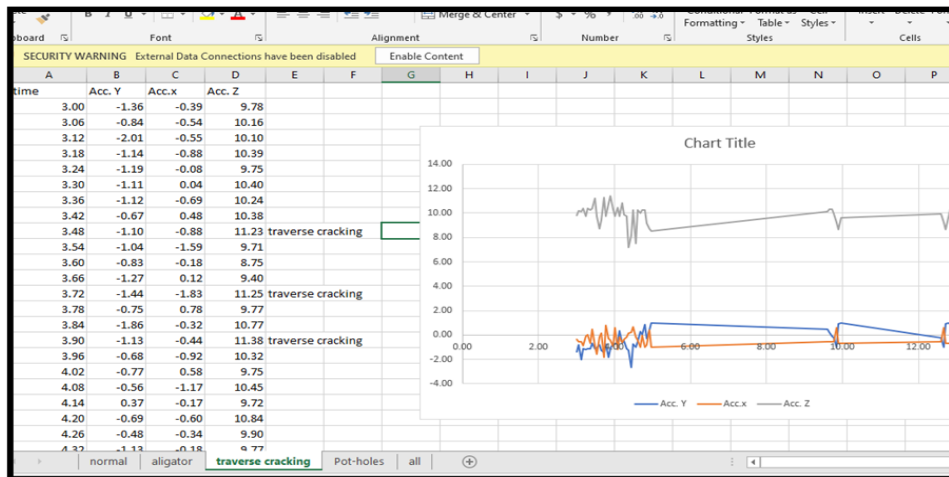 B I U A Merge & Center $ % , .00 →.0 Formatting Table Styles
board Font Alignment Number Styles Cells
SECURITY WARNING External Data Connections have been disabled Enable Content
A B C D E F G H I J K L M N O P
time Acc. Y Acc.x Acc. Z
3.00 -1.36 -0.39 9.78
3.06 -0.84 -0.54 10.16
3.12 -2.01 -0.55 10.10
3.18 -1.14 -0.88 10.39
3.24 -1.19 -0.08 9.75
3.30 -1.11 0.04 10.40
3.36 -1.12 -0.69 10.24
3.42 -0.67 0.48 10.38
3.48 -1.10 -0.88 11.23 traverse cracking
3.54 -1.04 -1.59 9.71
3.60 -0.83 -0.18 8.75
3.66 -1.27 0.12 9.40
3.72 -1.44 -1.83 11.25 traverse cracking
3.78 -0.75 0.78 9.77
3.84 -1.86 -0.32 10.77
3.90 -1.13 -0.44 11.38 traverse cracking
3.96 -0.68 -0.92 10.32
4.02 -0.77 0.58 9.75
4.08 -0.56 -1.17 10.45
4.14 0.37 -0.17 9.72
4.20 -0.69 -0.60 10.84
4.26 -0.48 -0.34 9.90
4.32 -1.13 -0.18 9.77
Chart Title
14.00
12.00
10.00
8.00
6.00
4.00
2.00
0.00
-2.00
-4.00
0.00 2.00 6.00 8.00 10.00 12.00
Acc. Y Acc.x Acc. Z
normal aligator traverse cracking Pot-holes all